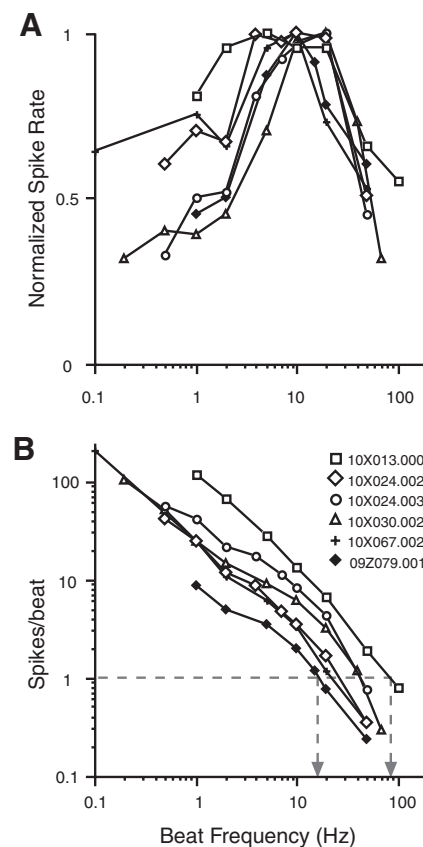 A
1
0.5
0
Normalized Spike Rate
0.1
1
10
100
B
100
10
1
0.1
Spikes/beat
10X013.000
10X024.002
10X024.003
10X030.002
10X067.002
09Z079.001
0.1
1
10
100
Beat Frequency (Hz)